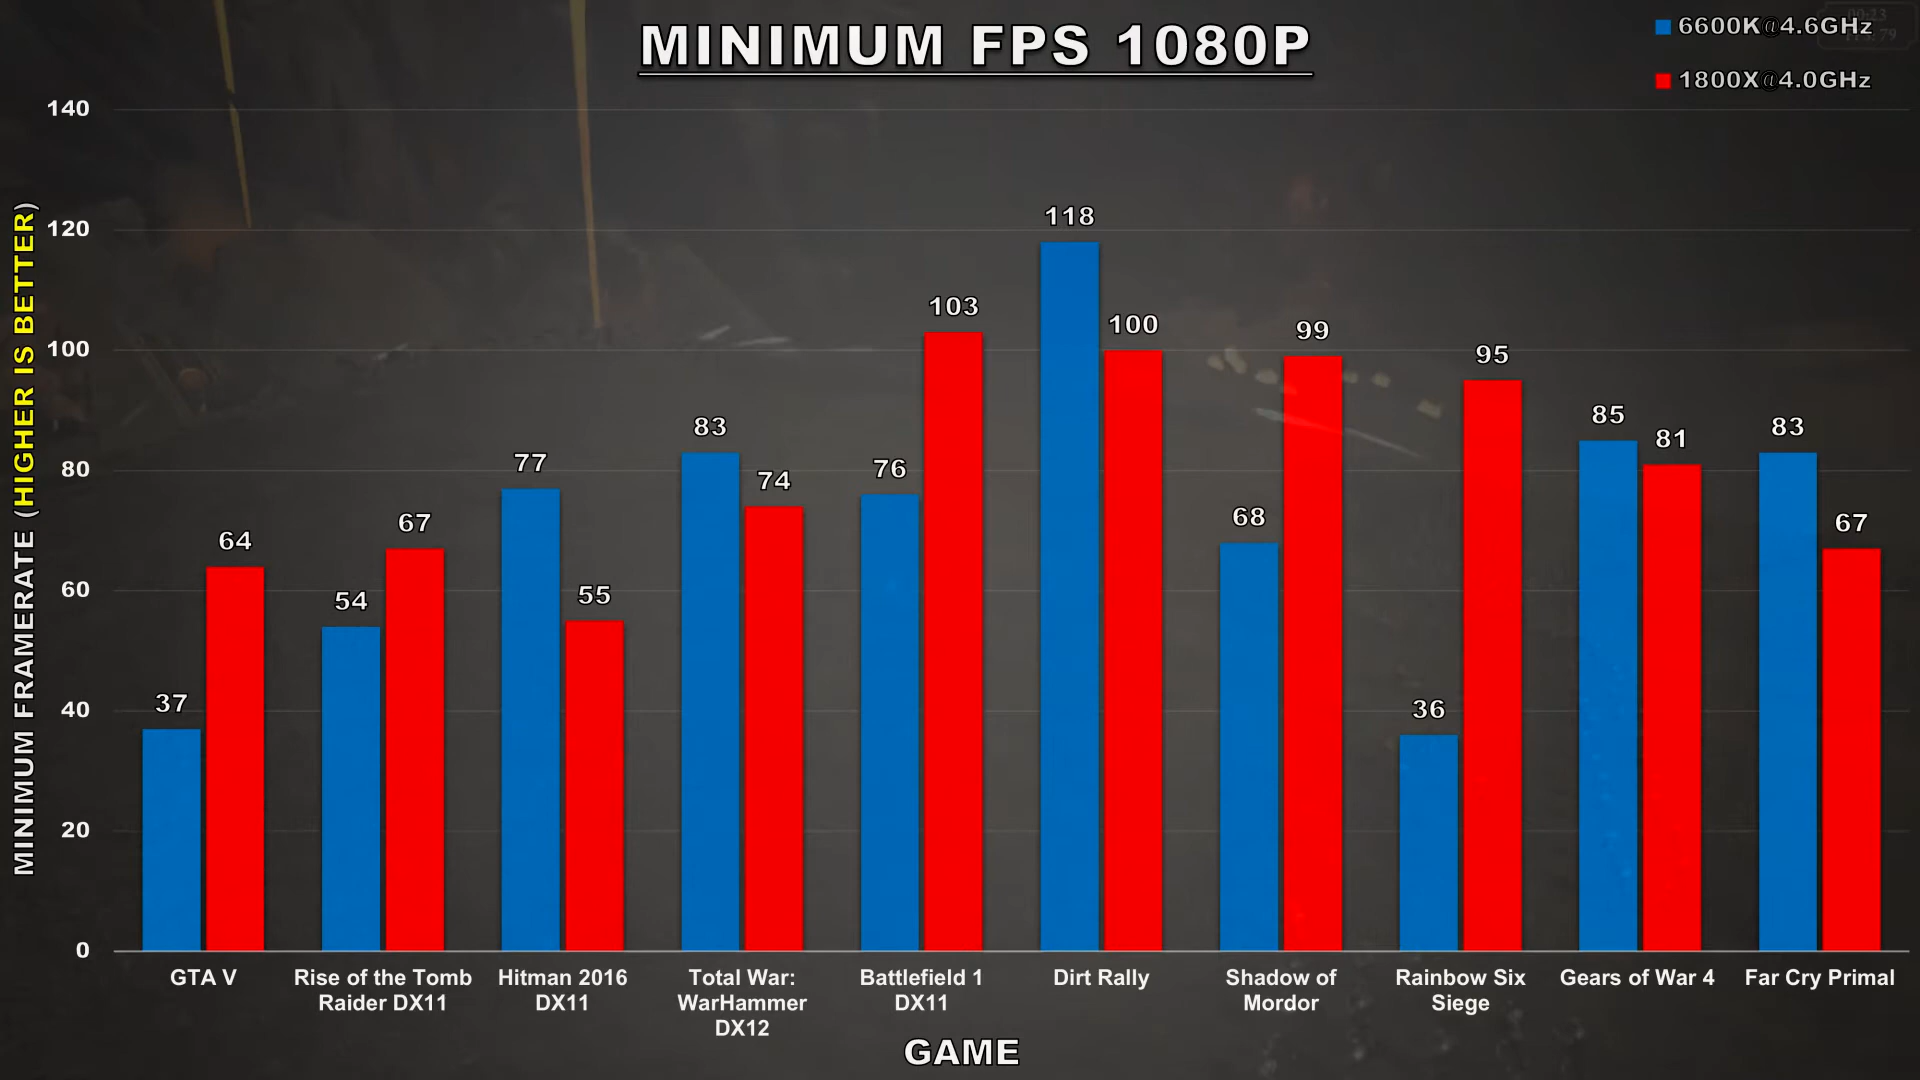 MINIMUM FPS 1080P
6600K@4.6GHz
1800X@4.0GHz
MINIMUM FRAMERATE (HIGHER IS BETTER)
140
120
100
80
60
40
20
0
37
64
54
67
77
55
83
74
76
103
118
100
68
99
36
95
85
81
83
67
GTA V
Rise of the Tomb
Raider DX11
Hitman 2016
DX11
Total War:
WarHammer
DX12
Battlefield 1
DX11
Dirt Rally
Shadow of
Mordor
Rainbow Six
Siege
Gears of War 4
Far Cry Primal
GAME